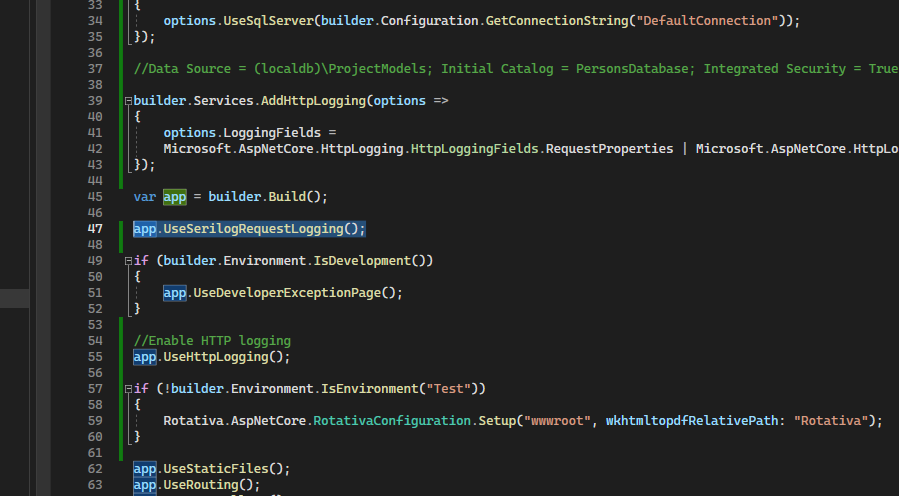 33 {
34 options.UseSqlServer(builder.Configuration.GetConnectionString("DefaultConnection"));
35 });
36
37 //Data Source = (localdb)\ProjectModels; Initial Catalog = PersonsDatabase; Integrated Security = True
38
39 builder.Services.AddHttpLogging(options =>
40 {
41 options.LoggingFields =
42 Microsoft.AspNetCore.HttpLogging.HttpLoggingFields.RequestProperties | Microsoft.AspNetCore.HttpLo
43 });
44
45 var app = builder.Build();
46
47 app.UseSerilogRequestLogging();
48
49 if (builder.Environment.IsDevelopment())
50 {
51 app.UseDeveloperExceptionPage();
52 }
53
54 //Enable HTTP logging
55 app.UseHttpLogging();
56
57 if (!builder.Environment.IsEnvironment("Test"))
58 {
59 Rotativa.AspNetCore.RotativaConfiguration.Setup("wwwroot", wkhtmltopdfRelativePath: "Rotativa");
60 }
61
62 app.UseStaticFiles();
63 app.UseRouting();